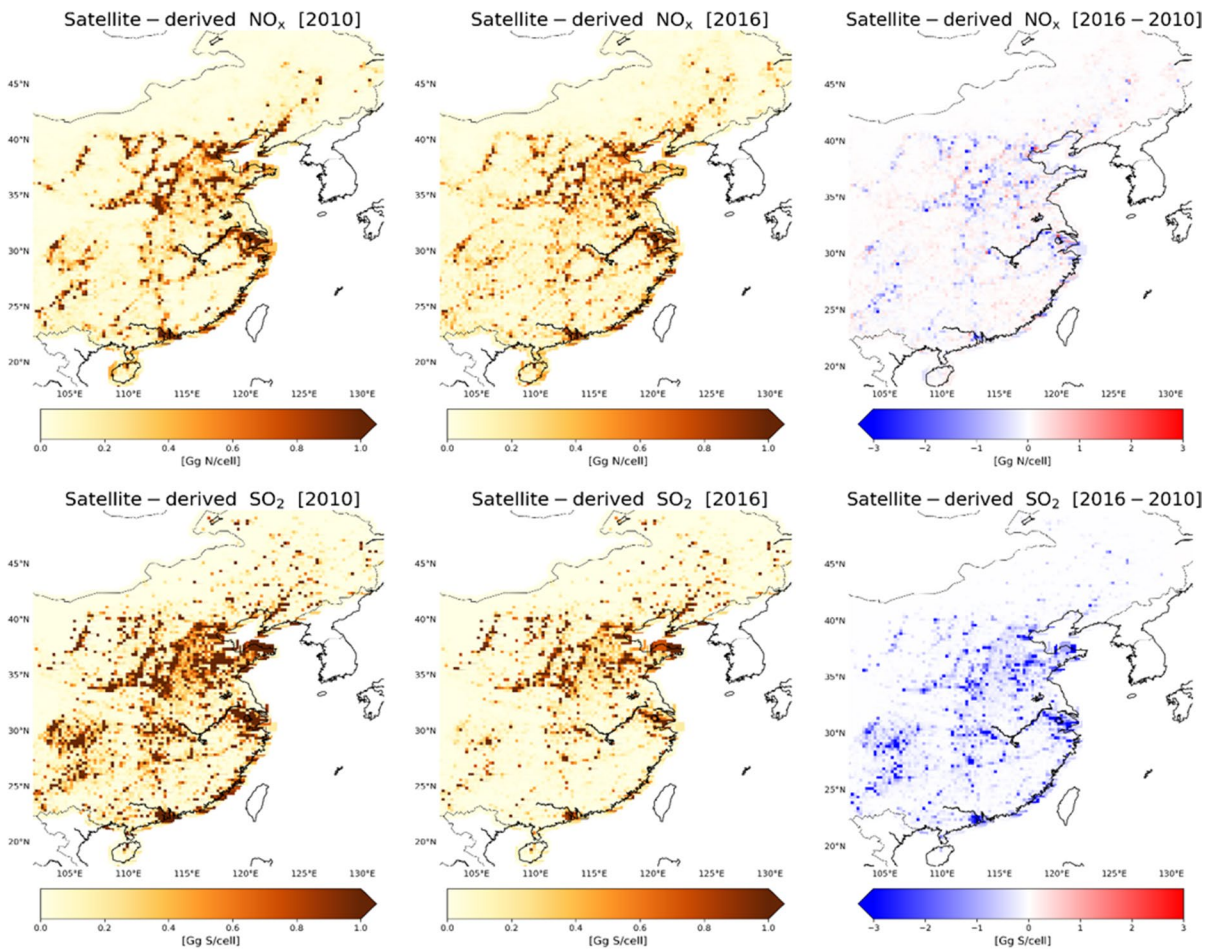 Satellite – derived NOx [2010]
Satellite – derived NOx [2016]
Satellite – derived NOx [2016 – 2010]
45°N
40°N
35°N
30°N
25°N
20°N
45°N
40°N
35°N
30°N
25°N
20°N
45°N
40°N
35°N
30°N
25°N
20°N
105°E 110°E 115°E 120°E 125°E 130°E
105°E 110°E 115°E 120°E 125°E 130°E
105°E 110°E 115°E 120°E 125°E 130°E
0.0 0.2 0.4 0.6 0.8 1.0
0.0 0.2 0.4 0.6 0.8 1.0
−3 −2 −1 0 1 2 3
[Gg N/cell]
[Gg N/cell]
[Gg N/cell]
Satellite – derived SO2 [2010]
Satellite – derived SO2 [2016]
Satellite – derived SO2 [2016 – 2010]
45°N
40°N
35°N
30°N
25°N
20°N
45°N
40°N
35°N
30°N
25°N
20°N
45°N
40°N
35°N
30°N
25°N
20°N
105°E 110°E 115°E 120°E 125°E 130°E
105°E 110°E 115°E 120°E 125°E 130°E
105°E 110°E 115°E 120°E 125°E 130°E
0.0 0.2 0.4 0.6 0.8 1.0
0.0 0.2 0.4 0.6 0.8 1.0
−3 −2 −1 0 1 2 3
[Gg S/cell]
[Gg S/cell]
[Gg S/cell]